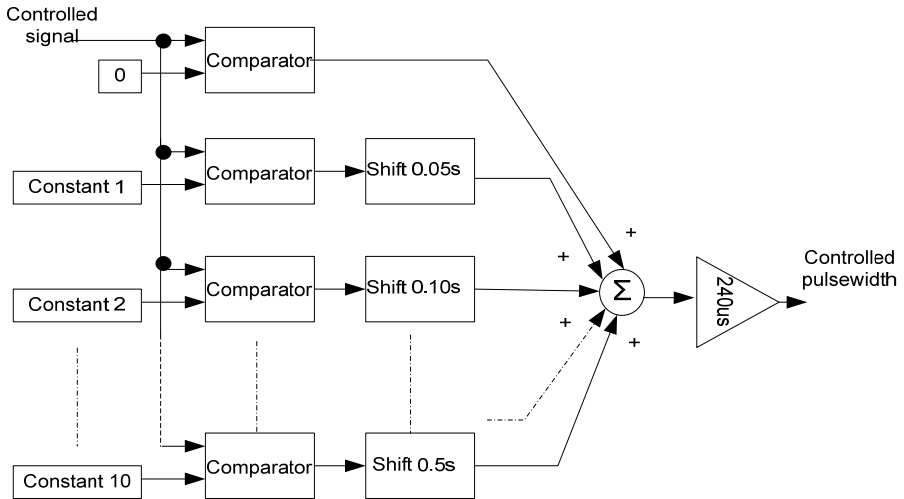 Controlled
signal
Comparator
0
Comparator
Shift 0.05s
Constant 1
Comparator
Shift 0.10s
Constant 2
Comparator
Shift 0.5s
Constant 10
+
+
+
+
Σ
240us
Controlled
pulsewidth